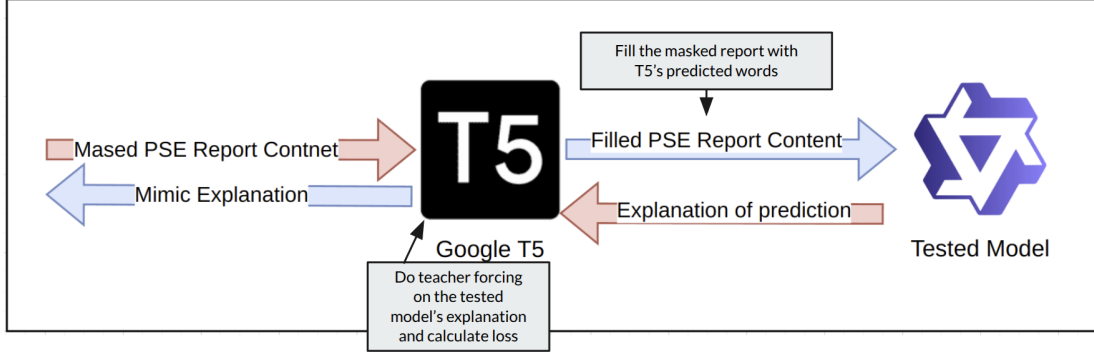 Fill the masked report with
T5's predicted words
Mased PSE Report Contnet
T5
Filled PSE Report Content
Mimic Explanation
Explanation of prediction
Google T5
Tested Model
Do teacher forcing
on the tested
model's explanation
and calculate loss